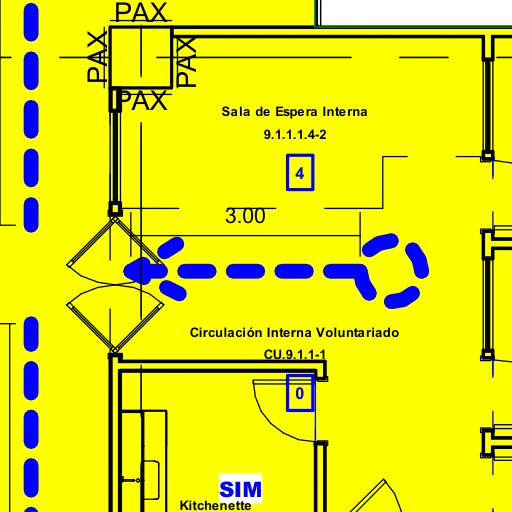 PAX
PAX
PAX
PAX
Sala de Espera Interna
9.1.1.1.4-2
4
3.00
Circulación Interna Voluntariado
CU.9.1.1-1
0
SIM
Kitchenette